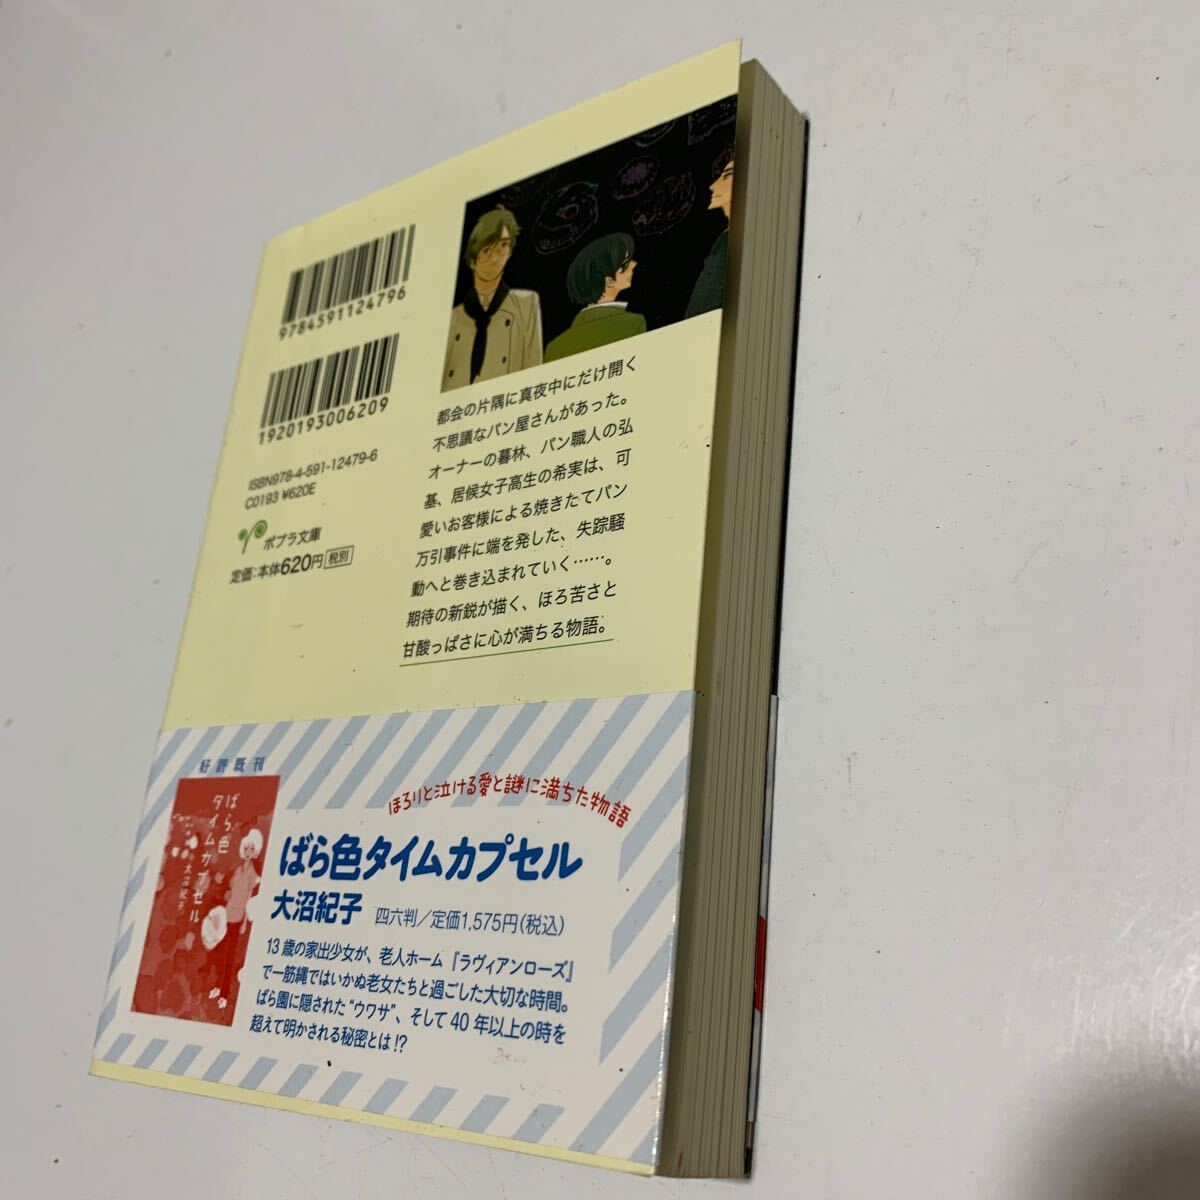 9784591124796
1920193006209
ISBN978-4-591-12479-6
C0193 ¥620E
ポプラ文庫
定価:本体620円 税別
都会の片隅に真夜中にだけ開く
不思議なパン屋さんがあった。
オーナーの暮林、パン職人の弘
基、居候女子高生の希実は、可
愛いお客様による焼きたてパン
万引事件に端を発した、失踪騒
動へと巻き込まれていく……。
期待の新鋭が描く、ほろ苦さと
甘酸っぱさに心が満ちる物語。
好評既刊
ほろりと泣ける愛と謎に満ちた物語
ばら色タイムカプセル
大沼紀子 四六判/定価1,575円(税込)
13歳の家出少女が、老人ホーム『ラヴィアンローズ』
で一筋縄ではいかぬ老女たちと過ごした大切な時間。
ばら園に隠された“ウワサ”、そして40年以上の時を
超えて明かされる秘密とは!?
ばら色
タイムカプセル
大沼紀子